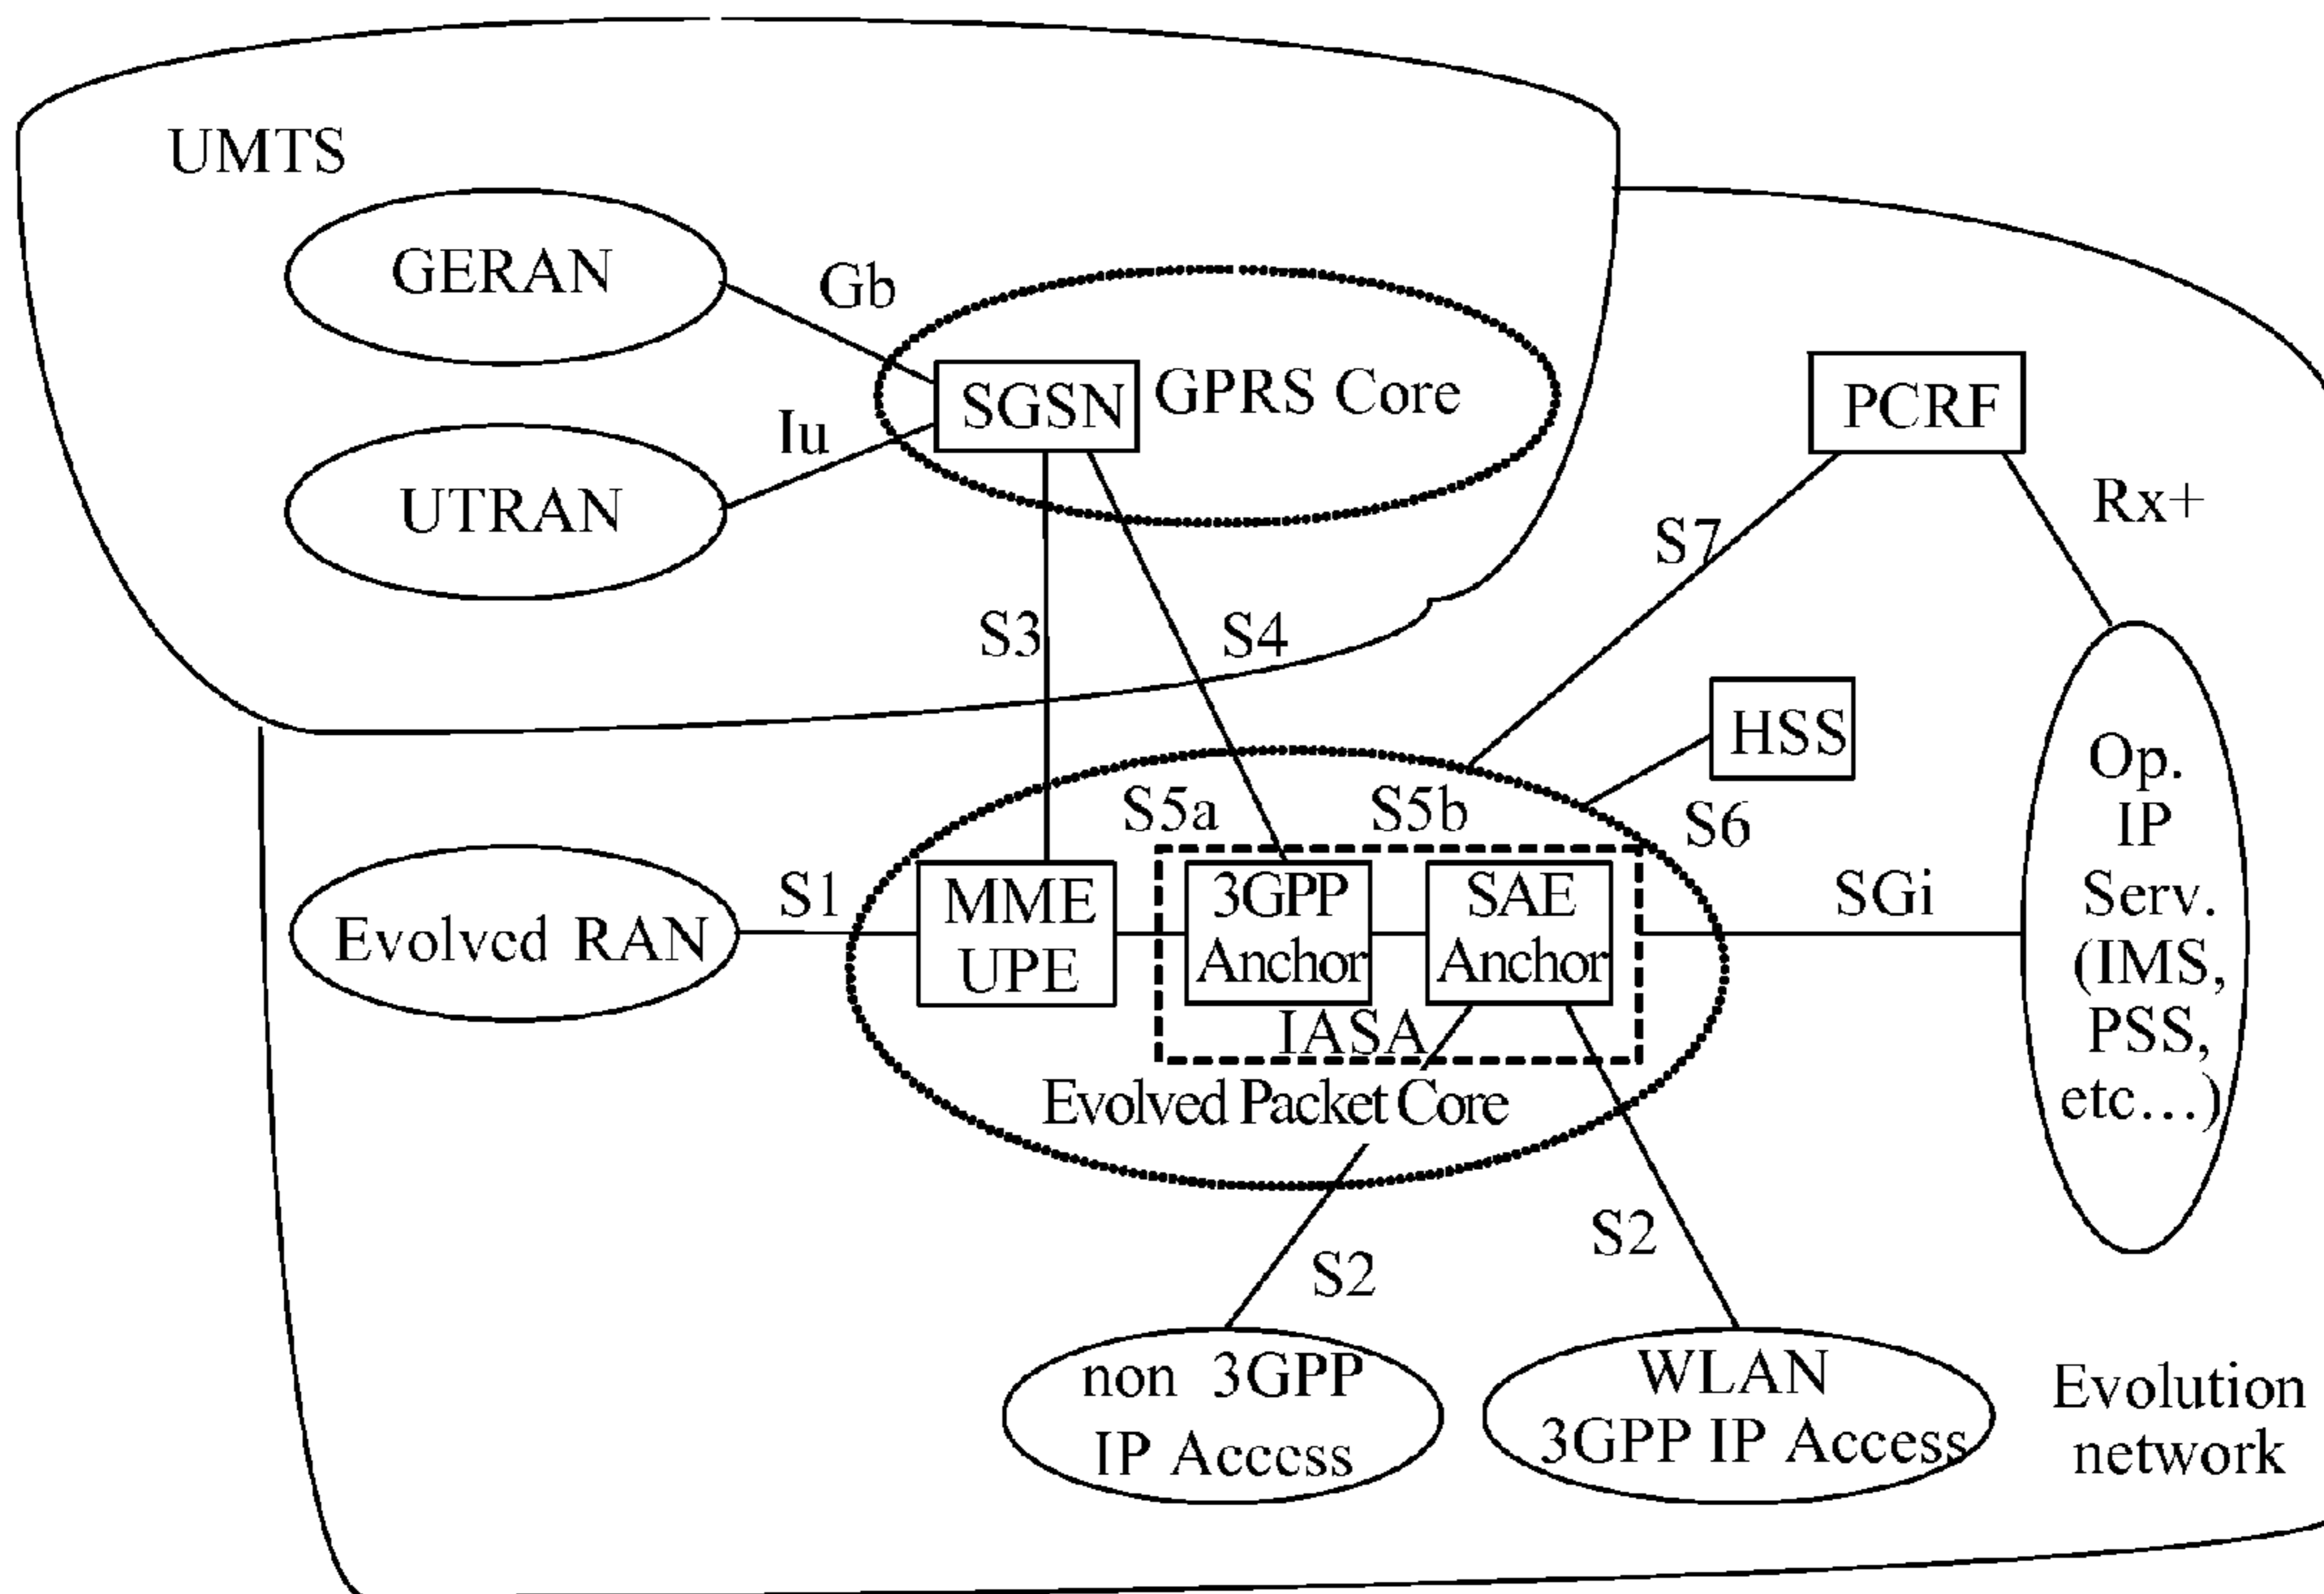 UMTS
GERAN
Gb
SGSN
GPRS Core
PCRF
Iu
UTRAN
Rx+
S7
S3
S4
HSS
S5a
S5b
S6
Evolvcd RAN
S1
MME
UPE
3GPP
Anchor
SAE
Anchor
IASA
SGi
Op.
IP
Serv.
(IMS,
PSS,
etc...)
Evolved Packet Core
S2
S2
non 3GPP
IP Acccss
WLAN
3GPP IP Access
Evolution
network